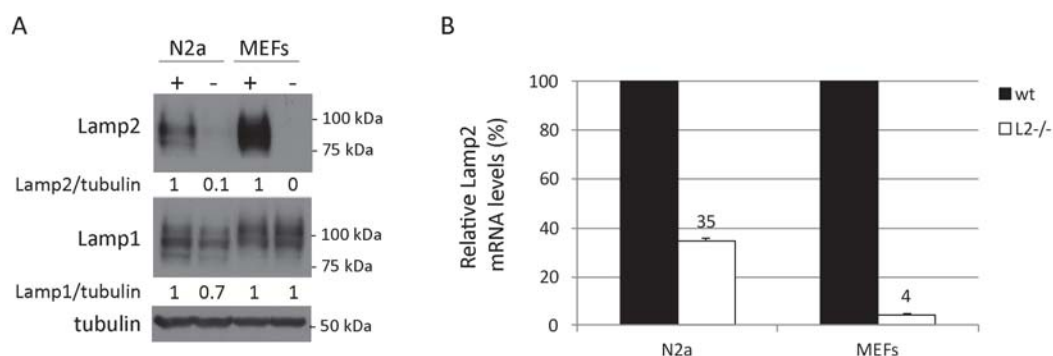 A
N2a MEFs
+ - + -
Lamp2
- 100 kDa
- 75 kDa
Lamp2/tubulin 1 0.1 1 0
Lamp1
- 100 kDa
- 75 kDa
Lamp1/tubulin 1 0.7 1 1
tubulin - 50 kDa
B
Relative Lamp2
mRNA levels (%)
100
80
60
40
20
0
35
4
N2a MEFs
wt
L2-/-